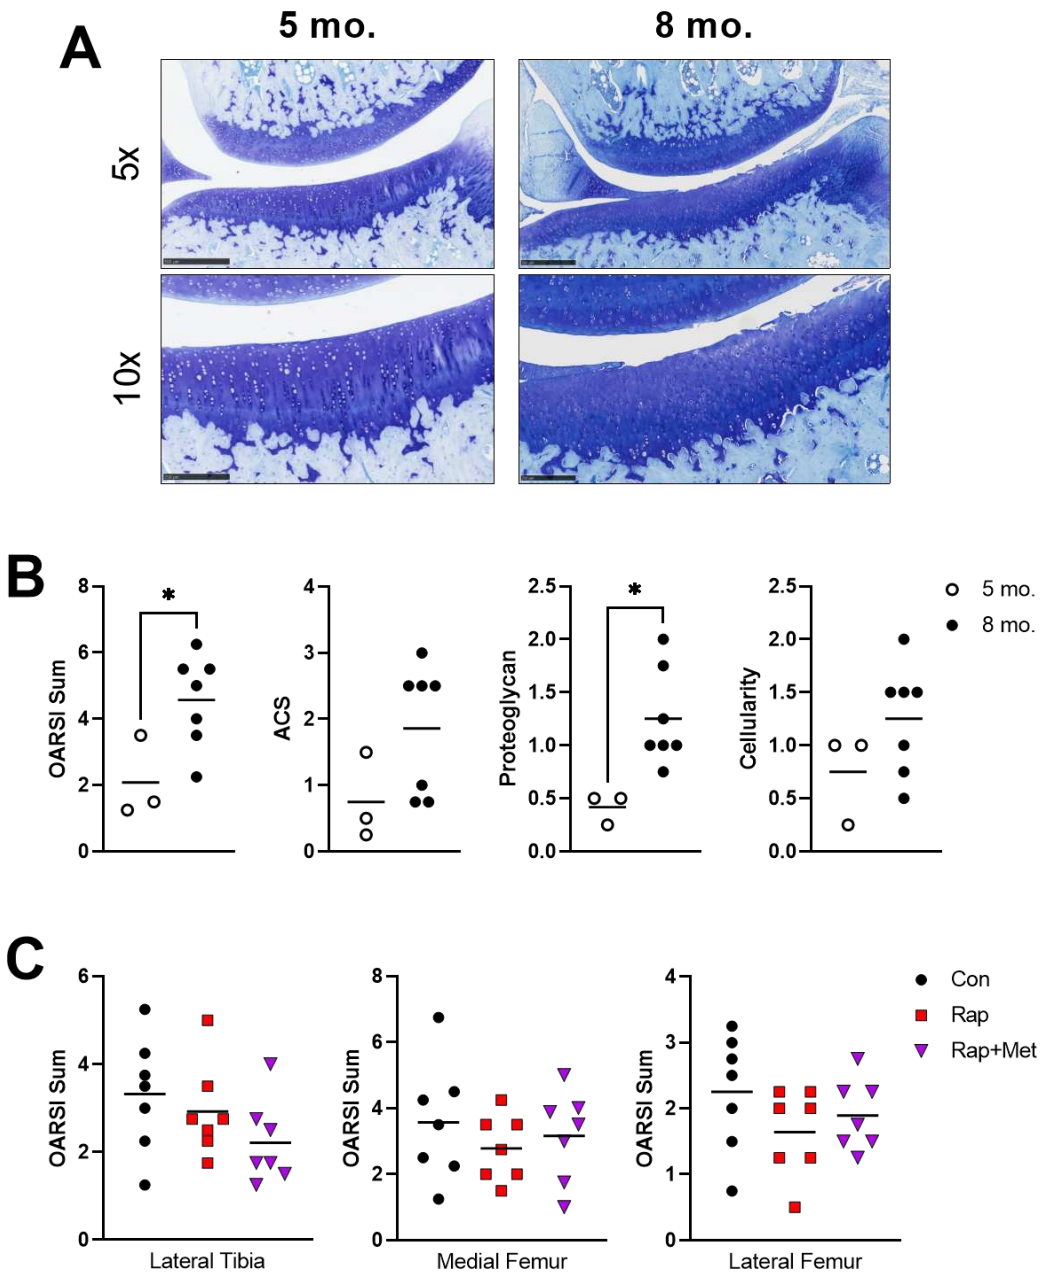 A
5 mo.
8 mo.
5x
10x
B
8
6
4
2
0
OARSI Sum
*
4
3
2
1
0
ACS
2.5
2.0
1.5
1.0
0.5
0.0
Proteoglycan
*
2.5
2.0
1.5
1.0
0.5
0.0
Cellularity
5 mo.
8 mo.
C
6
4
2
0
OARSI Sum
Lateral Tibia
8
6
4
2
0
OARSI Sum
Medial Femur
4
3
2
1
0
OARSI Sum
Lateral Femur
Con
Rap
Rap+Met